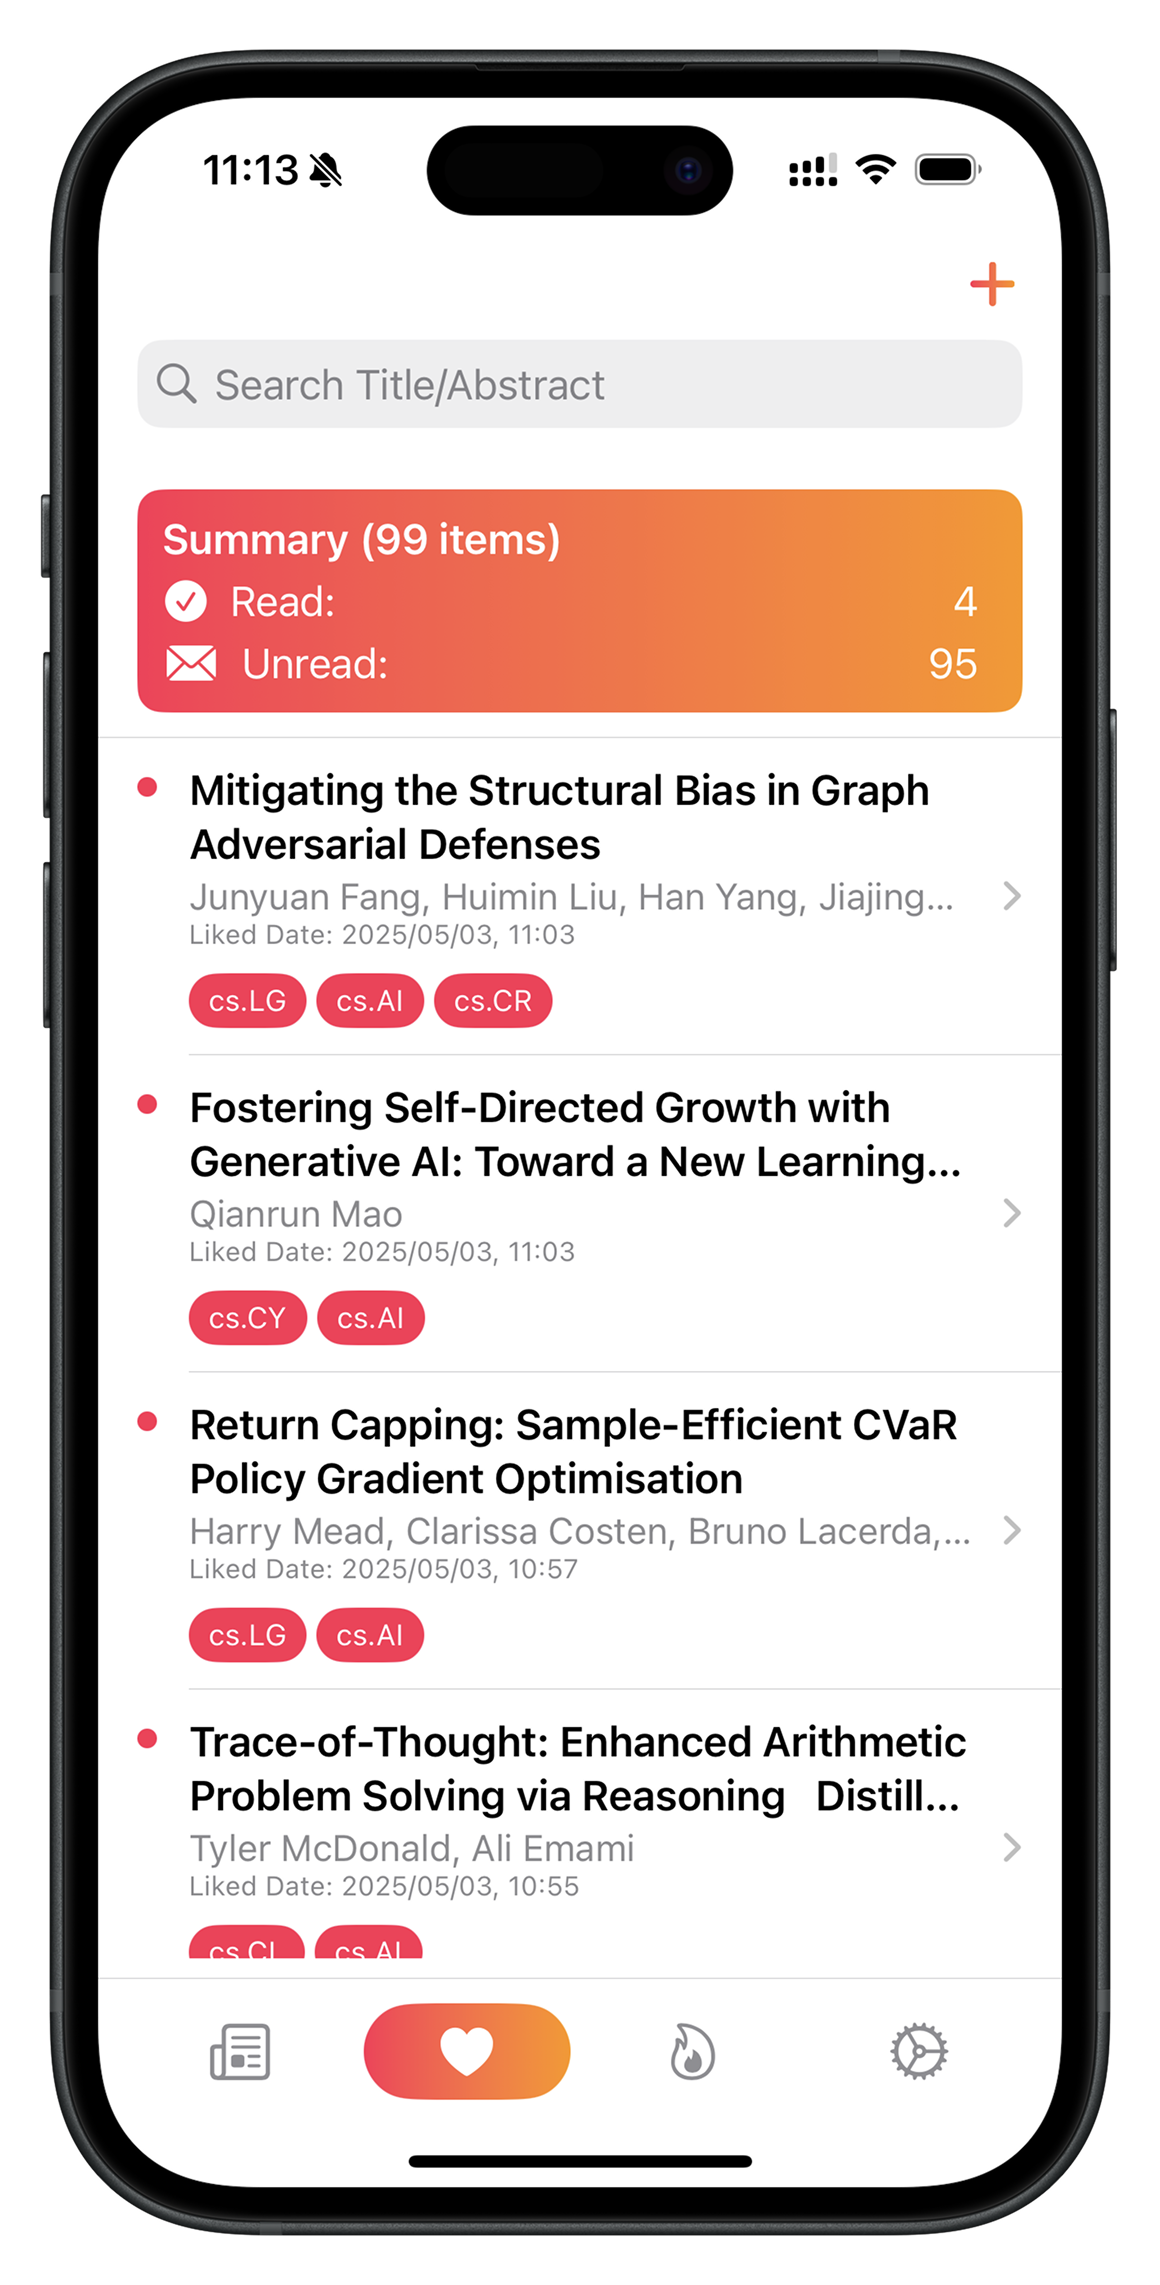 11:13
Search Title/Abstract
Summary (99 items)
Read: 4
Unread: 95
Mitigating the Structural Bias in Graph
Adversarial Defenses
Junyuan Fang, Huimin Liu, Han Yang, Jiajing...
Liked Date: 2025/05/03, 11:03
cs.LG cs.AI cs.CR
Fostering Self-Directed Growth with
Generative AI: Toward a New Learning...
Qianrun Mao
Liked Date: 2025/05/03, 11:03
cs.CY cs.AI
Return Capping: Sample-Efficient CVaR
Policy Gradient Optimisation
Harry Mead, Clarissa Costen, Bruno Lacerda,...
Liked Date: 2025/05/03, 10:57
cs.LG cs.AI
Trace-of-Thought: Enhanced Arithmetic
Problem Solving via Reasoning Distill...
Tyler McDonald, Ali Emami
Liked Date: 2025/05/03, 10:55
cs.CL cs.AI